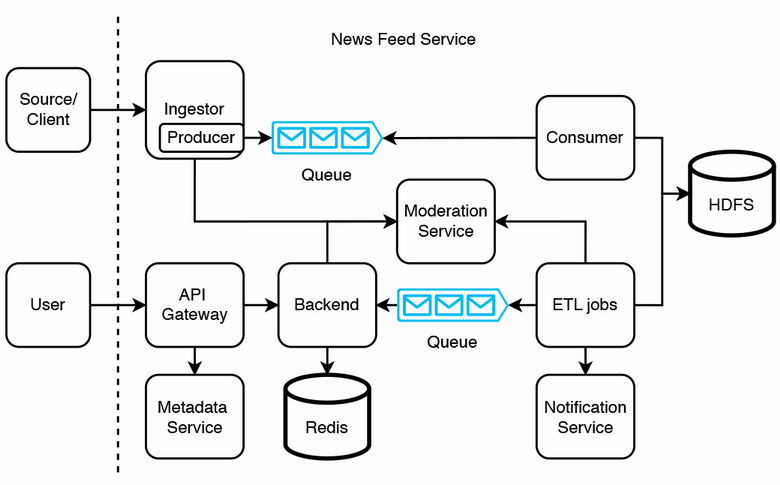 News Feed Service
Source/
Client
Ingestor
Producer
Queue
Consumer
HDFS
Moderation
Service
User
API
Gateway
Backend
Queue
ETL jobs
Metadata
Service
Redis
Notification
Service